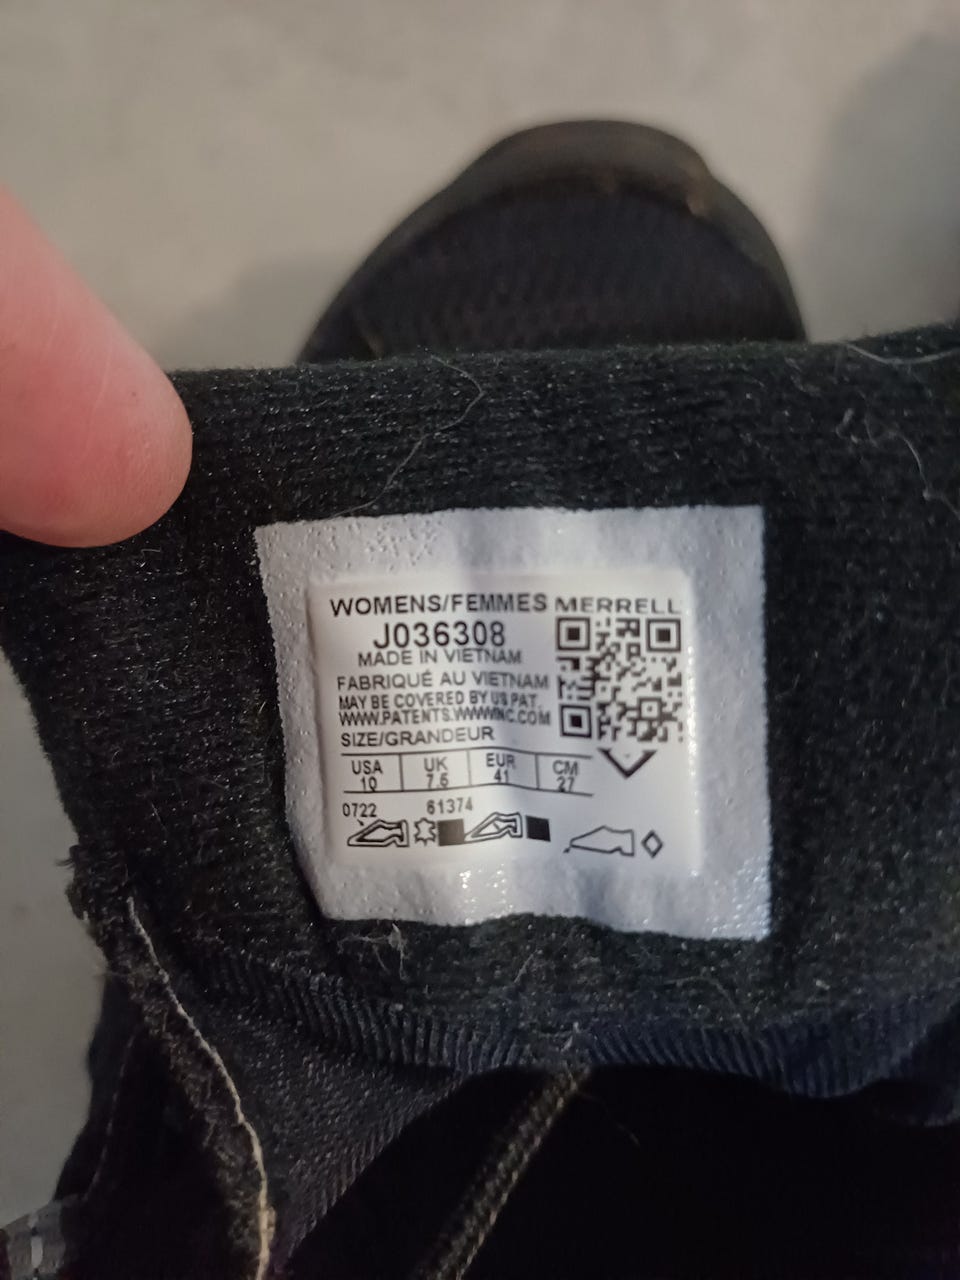 WOMENS/FEMMES MERRELL
J036308
MADE IN VIETNAM
FABRIQUÉ AU VIETNAM
MAY BE COVERED BY US PAT.
WWW.PATENTS.WWWINC.COM
SIZE/GRANDEUR
USA UK EUR CM
10 7.5 41 27
0722 61374